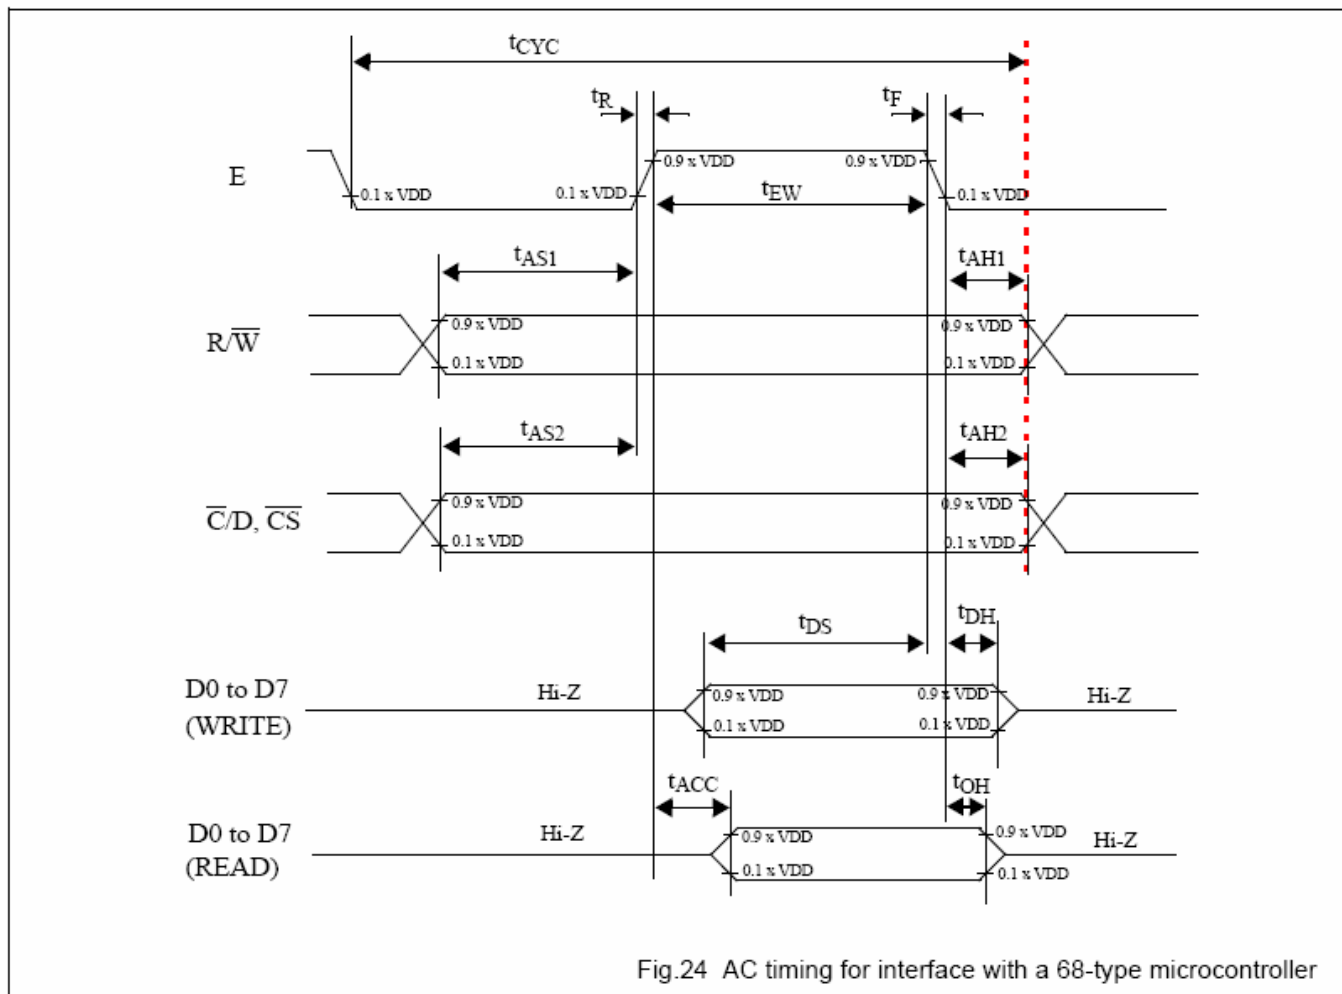 tCYC
tR
tF
E
0.9 x VDD
0.9 x VDD
0.1 x VDD
0.1 x VDD
tEW
0.1 x VDD
tAS1
tAH1
R/W̅
0.9 x VDD
0.9 x VDD
0.1 x VDD
0.1 x VDD
tAS2
tAH2
C̅/D, C̅S̅
0.9 x VDD
0.9 x VDD
0.1 x VDD
0.1 x VDD
tDS
tDH
D0 to D7
(WRITE)
Hi-Z
0.9 x VDD
0.9 x VDD
Hi-Z
0.1 x VDD
0.1 x VDD
tACC
tOH
D0 to D7
(READ)
Hi-Z
0.9 x VDD
0.9 x VDD
Hi-Z
0.1 x VDD
0.1 x VDD
Fig.24 AC timing for interface with a 68-type microcontroller